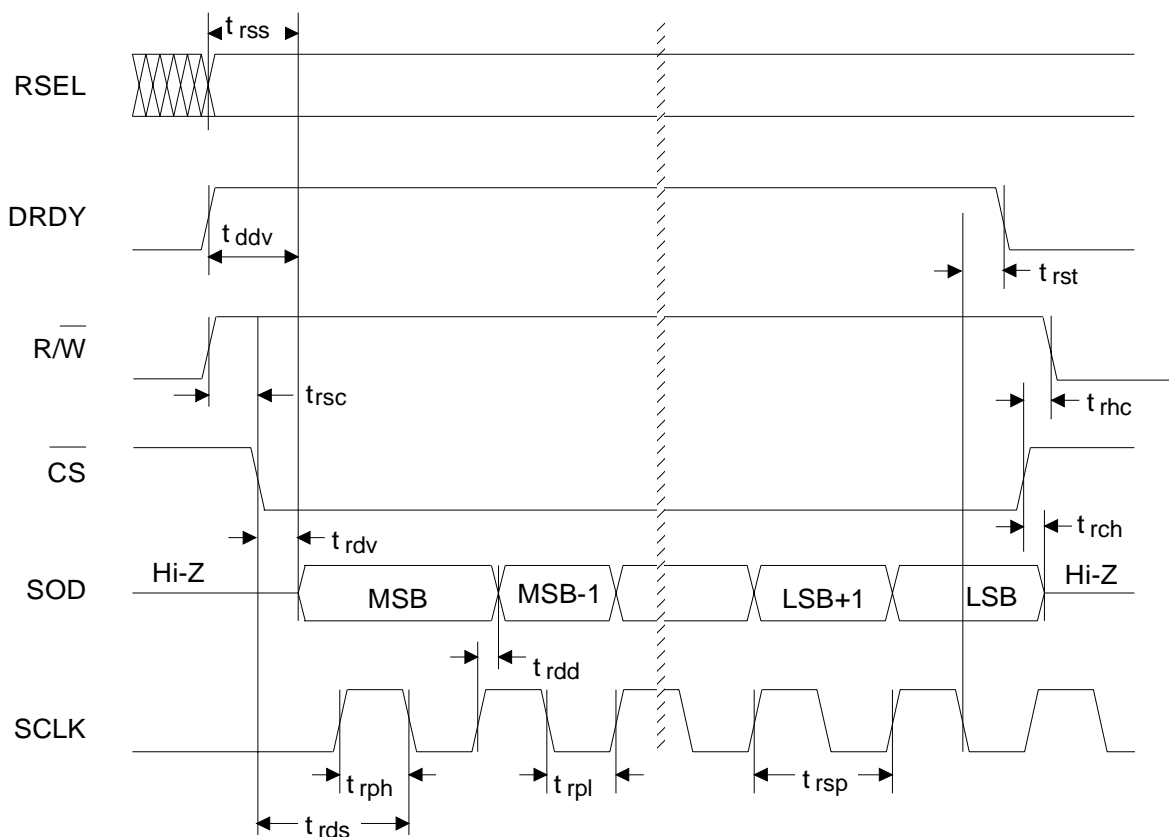 t rss
RSEL
DRDY
t ddv
t rst
R/W̅
t rsc
t rhc
C̅S̅
t rdv
t rch
Hi-Z
Hi-Z
SOD
MSB
MSB-1
LSB+1
LSB
t rdd
SCLK
t rph
t rpl
t rsp
t rds